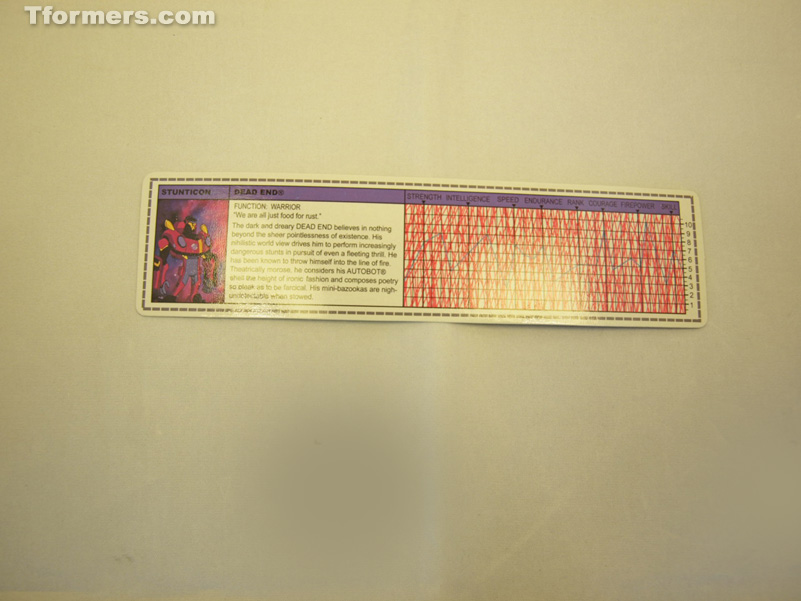 Tformers.com
STUNTICON
DEAD END®
FUNCTION: WARRIOR
"We are all just food for rust."
The dark and dreary DEAD END believes in nothing
beyond the sheer pointlessness of existence. His
nihilistic world view drives him to perform increasingly
dangerous stunts in pursuit of even a fleeting thrill. He
has been known to throw himself into the line of fire.
Theatrically morose, he considers his AUTOBOT®
shell the height of ironic fashion and composes poetry
so bleak as to be farcical. His mini-bazookas are nigh-
undetectable when stowed.
STRENGTH INTELLIGENCE SPEED ENDURANCE RANK COURAGE FIREPOWER SKILL
10
9
8
7
6
5
4
3
2
1